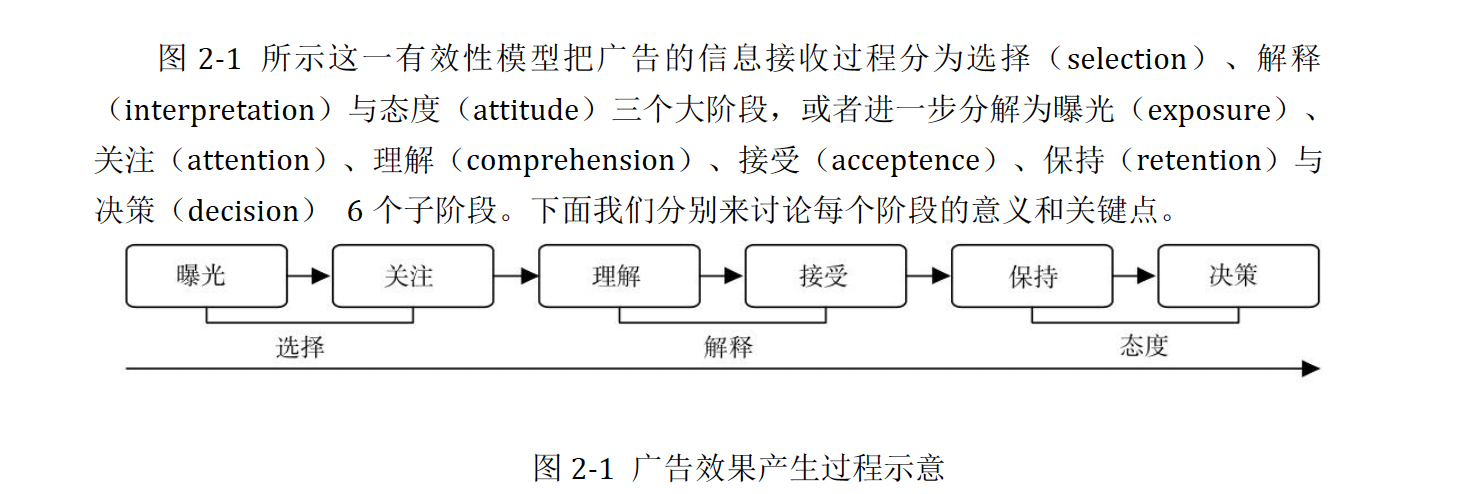 图 2-1 所示这一有效性模型把广告的信息接收过程分为选择（selection）、解释
（interpretation）与态度（attitude）三个大阶段，或者进一步分解为曝光（exposure）、
关注（attention）、理解（comprehension）、接受（acceptence）、保持（retention）与
决策（decision） 6 个子阶段。下面我们分别来讨论每个阶段的意义和关键点。
曝光 关注 理解 接受 保持 决策
选择 解释 态度
图 2-1 广告效果产生过程示意